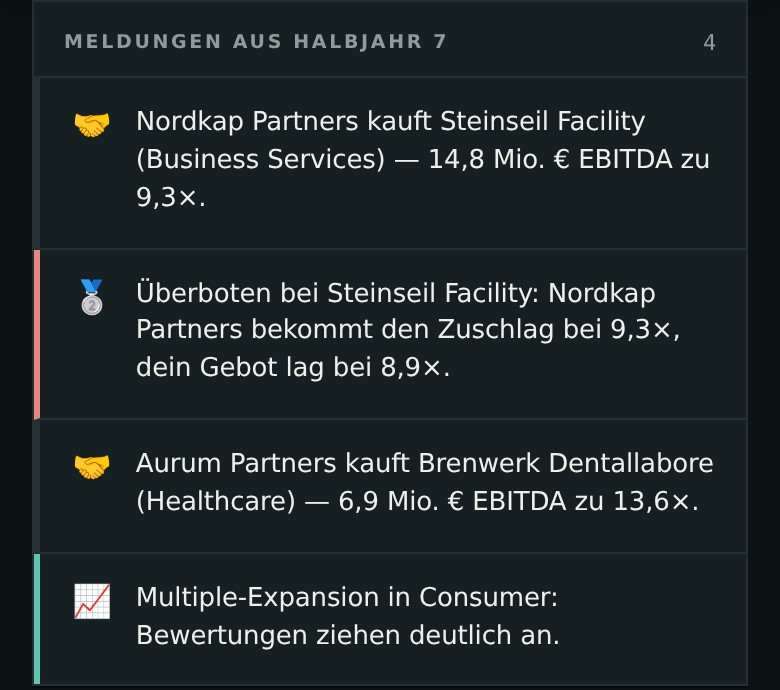 MELDUNGEN AUS HALBJAHR 7
4
Nordkap Partners kauft Steinseil Facility
(Business Services) — 14,8 Mio. € EBITDA zu
9,3×.
2
Überboten bei Steinseil Facility: Nordkap
Partners bekommt den Zuschlag bei 9,3×,
dein Gebot lag bei 8,9×.
Aurum Partners kauft Brenwerk Dentallabore
(Healthcare) — 6,9 Mio. € EBITDA zu 13,6×.
Multiple-Expansion in Consumer:
Bewertungen ziehen deutlich an.